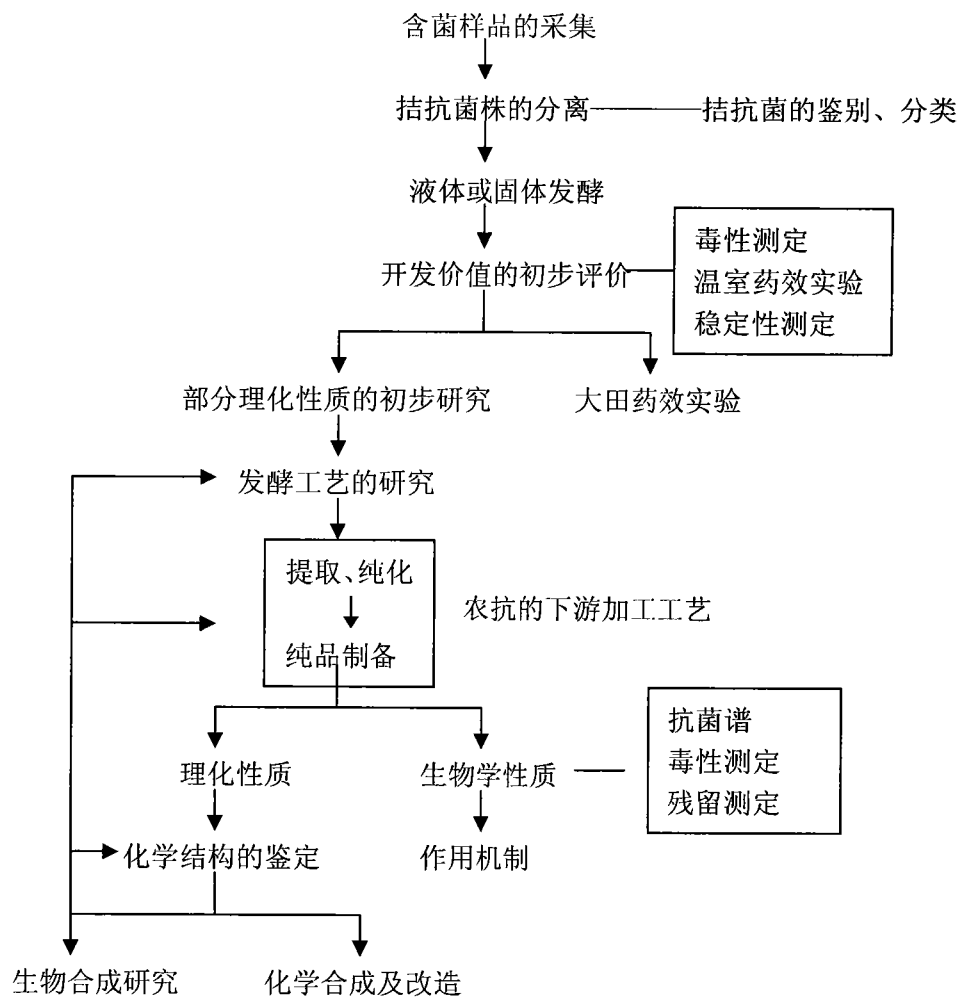 含菌样品的采集
拮抗菌株的分离
拮抗菌的鉴别、分类
液体或固体发酵
开发价值的初步评价
毒性测定
温室药效实验
稳定性测定
部分理化性质的初步研究
大田药效实验
发酵工艺的研究
提取、纯化
农抗的下游加工工艺
纯品制备
抗菌谱
毒性测定
残留测定
理化性质
生物学性质
化学结构的鉴定
作用机制
生物合成研究
化学合成及改造